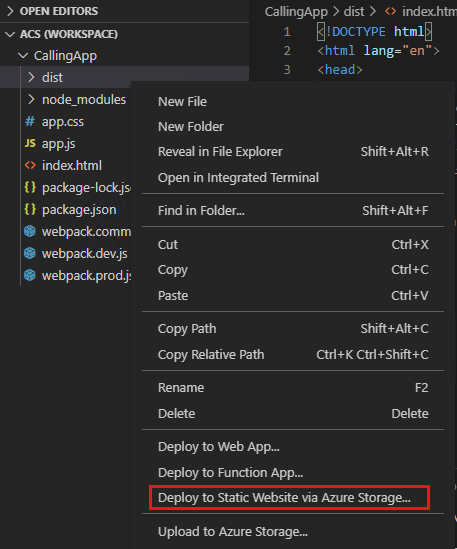 OPEN EDITORS
ACS (WORKSPACE)
CallingApp
dist
node_modules
app.css
app.js
index.html
package-lock.js
package.json
webpack.comm
webpack.dev.js
webpack.prod.js
CallingApp > dist > index.htm
1 <!DOCTYPE html>
2 <html lang="en">
3 <head>
New File
New Folder
Reveal in File Explorer Shift+Alt+R
Open in Integrated Terminal
Find in Folder... Shift+Alt+F
Cut Ctrl+X
Copy Ctrl+C
Paste Ctrl+V
Copy Path Shift+Alt+C
Copy Relative Path Ctrl+K Ctrl+Shift+C
Rename F2
Delete Delete
Deploy to Web App...
Deploy to Function App...
Deploy to Static Website via Azure Storage...
Upload to Azure Storage...